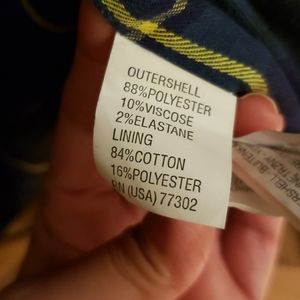 OUTERSHELL
88%POLYESTER
10%VISCOSE
2%ELASTANE
LINING
84%COTTON
16%POLYESTER
RN (USA) 77302